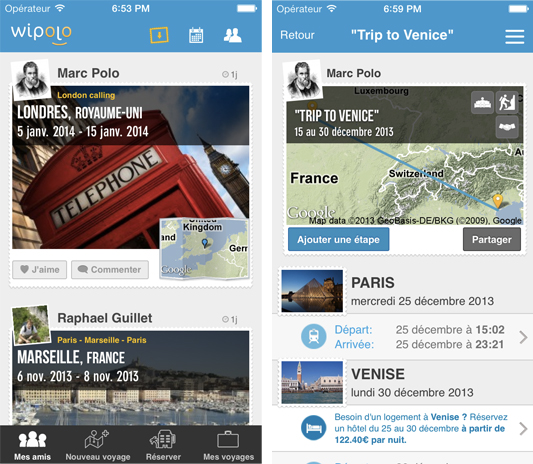 Opérateur 6:53 PM
wipolo
Marc Polo 1j
London calling
LONDRES, ROYAUME-UNI
5 janv. 2014 - 15 janv. 2014
TELEPHONE
United
Kingdom
Gern
Google
J'aime Commenter
Raphael Guillet 1j
Paris - Marseille - Paris
MARSEILLE, FRANCE
6 nov. 2013 - 8 nov. 2013
Mes amis Nouveau voyage Réserver Mes voyages
Opérateur 6:59 PM
Retour "Trip to Venice"
Marc Polo
Luxembourg
"TRIP TO VENICE"
15 au 30 décembre 2013
France
Switzerland
Google
Map data ©2013 GeoBasis-DE/BKG (©2009), Google
Ajouter une étape Partager
PARIS
mercredi 25 décembre 2013
Départ: 25 décembre à 15:02
Arrivée: 25 décembre à 23:21
VENISE
lundi 30 décembre 2013
Besoin d'un logement à Venise ? Réservez
un hôtel du même catégorie à partir de
122.40€ par nuit.